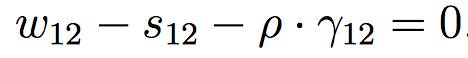 w₁₂ − s₁₂ − ρ · γ₁₂ = 0.